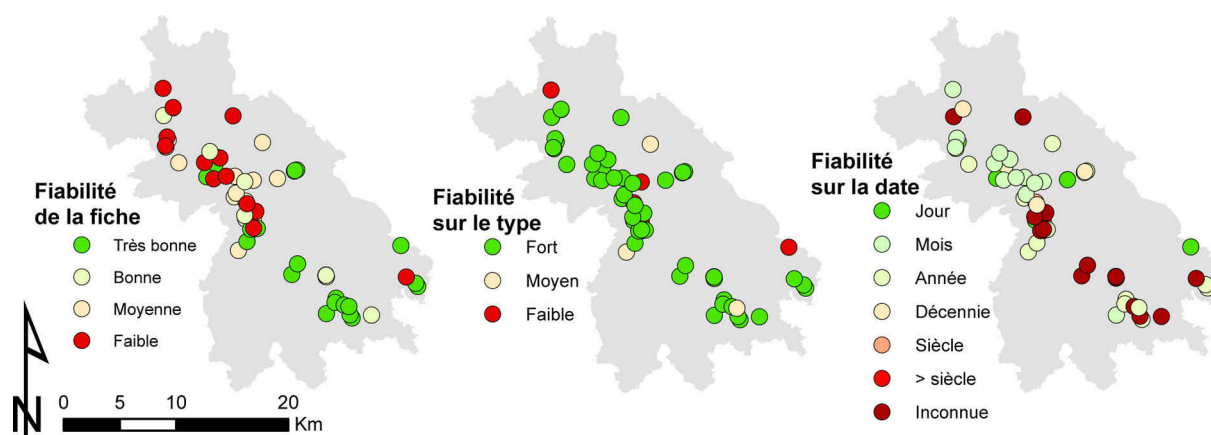 Fiabilité
de la fiche
Très bonne
Bonne
Moyenne
Faible
Fiabilité
sur le type
Fort
Moyen
Faible
Fiabilité
sur la date
Jour
Mois
Année
Décennie
Siècle
> siècle
Inconnue
N
0 5 10 20
Km